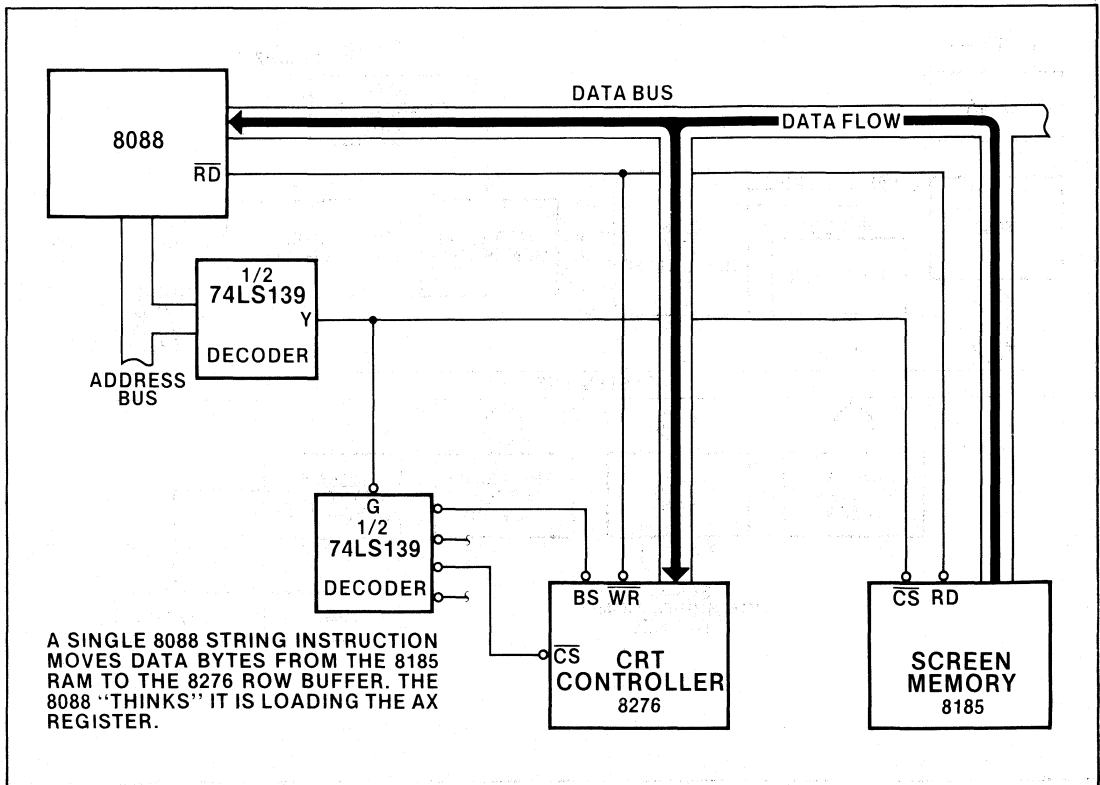 DATA BUS
DATA FLOW
8088
RD
1/2
74LS139
Y
DECODER
ADDRESS
BUS
G
1/2
74LS139
DECODER
BS WR
CS
CRT
CONTROLLER
8276
CS RD
SCREEN
MEMORY
8185
A SINGLE 8088 STRING INSTRUCTION
MOVES DATA BYTES FROM THE 8185
RAM TO THE 8276 ROW BUFFER. THE
8088 "THINKS" IT IS LOADING THE AX
REGISTER.